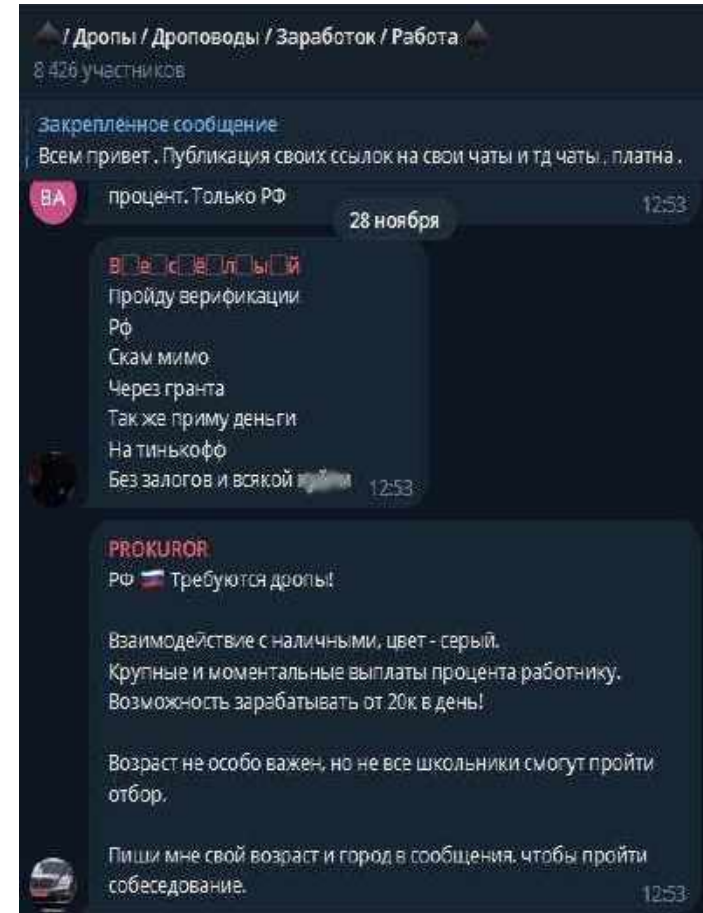 / Дропы / Дроповоды / Заработок / Работа
8 426 участников
Закрепленное сообщение
Всем привет . Публикация своих ссылок на свои чаты и тд чаты . платна .
ВА
процент. Только РФ
12:53
28 ноября
Весёлый
Пройду верификации
Рф
Скам мимо
Через гранта
Так же приму деньги
На тинькофф
Без залогов и всякой
12:53
PROKUROR
РФ 🇷🇺 Требуются дропы!
Взаимодействие с наличными, цвет - серый.
Крупные и моментальные выплаты процента работнику.
Возможность зарабатывать от 20к в день!
Возраст не особо важен, но не все школьники смогут пройти
отбор.
Пиши мне свой возраст и город в сообщения, чтобы пройти
собеседование.
12:53